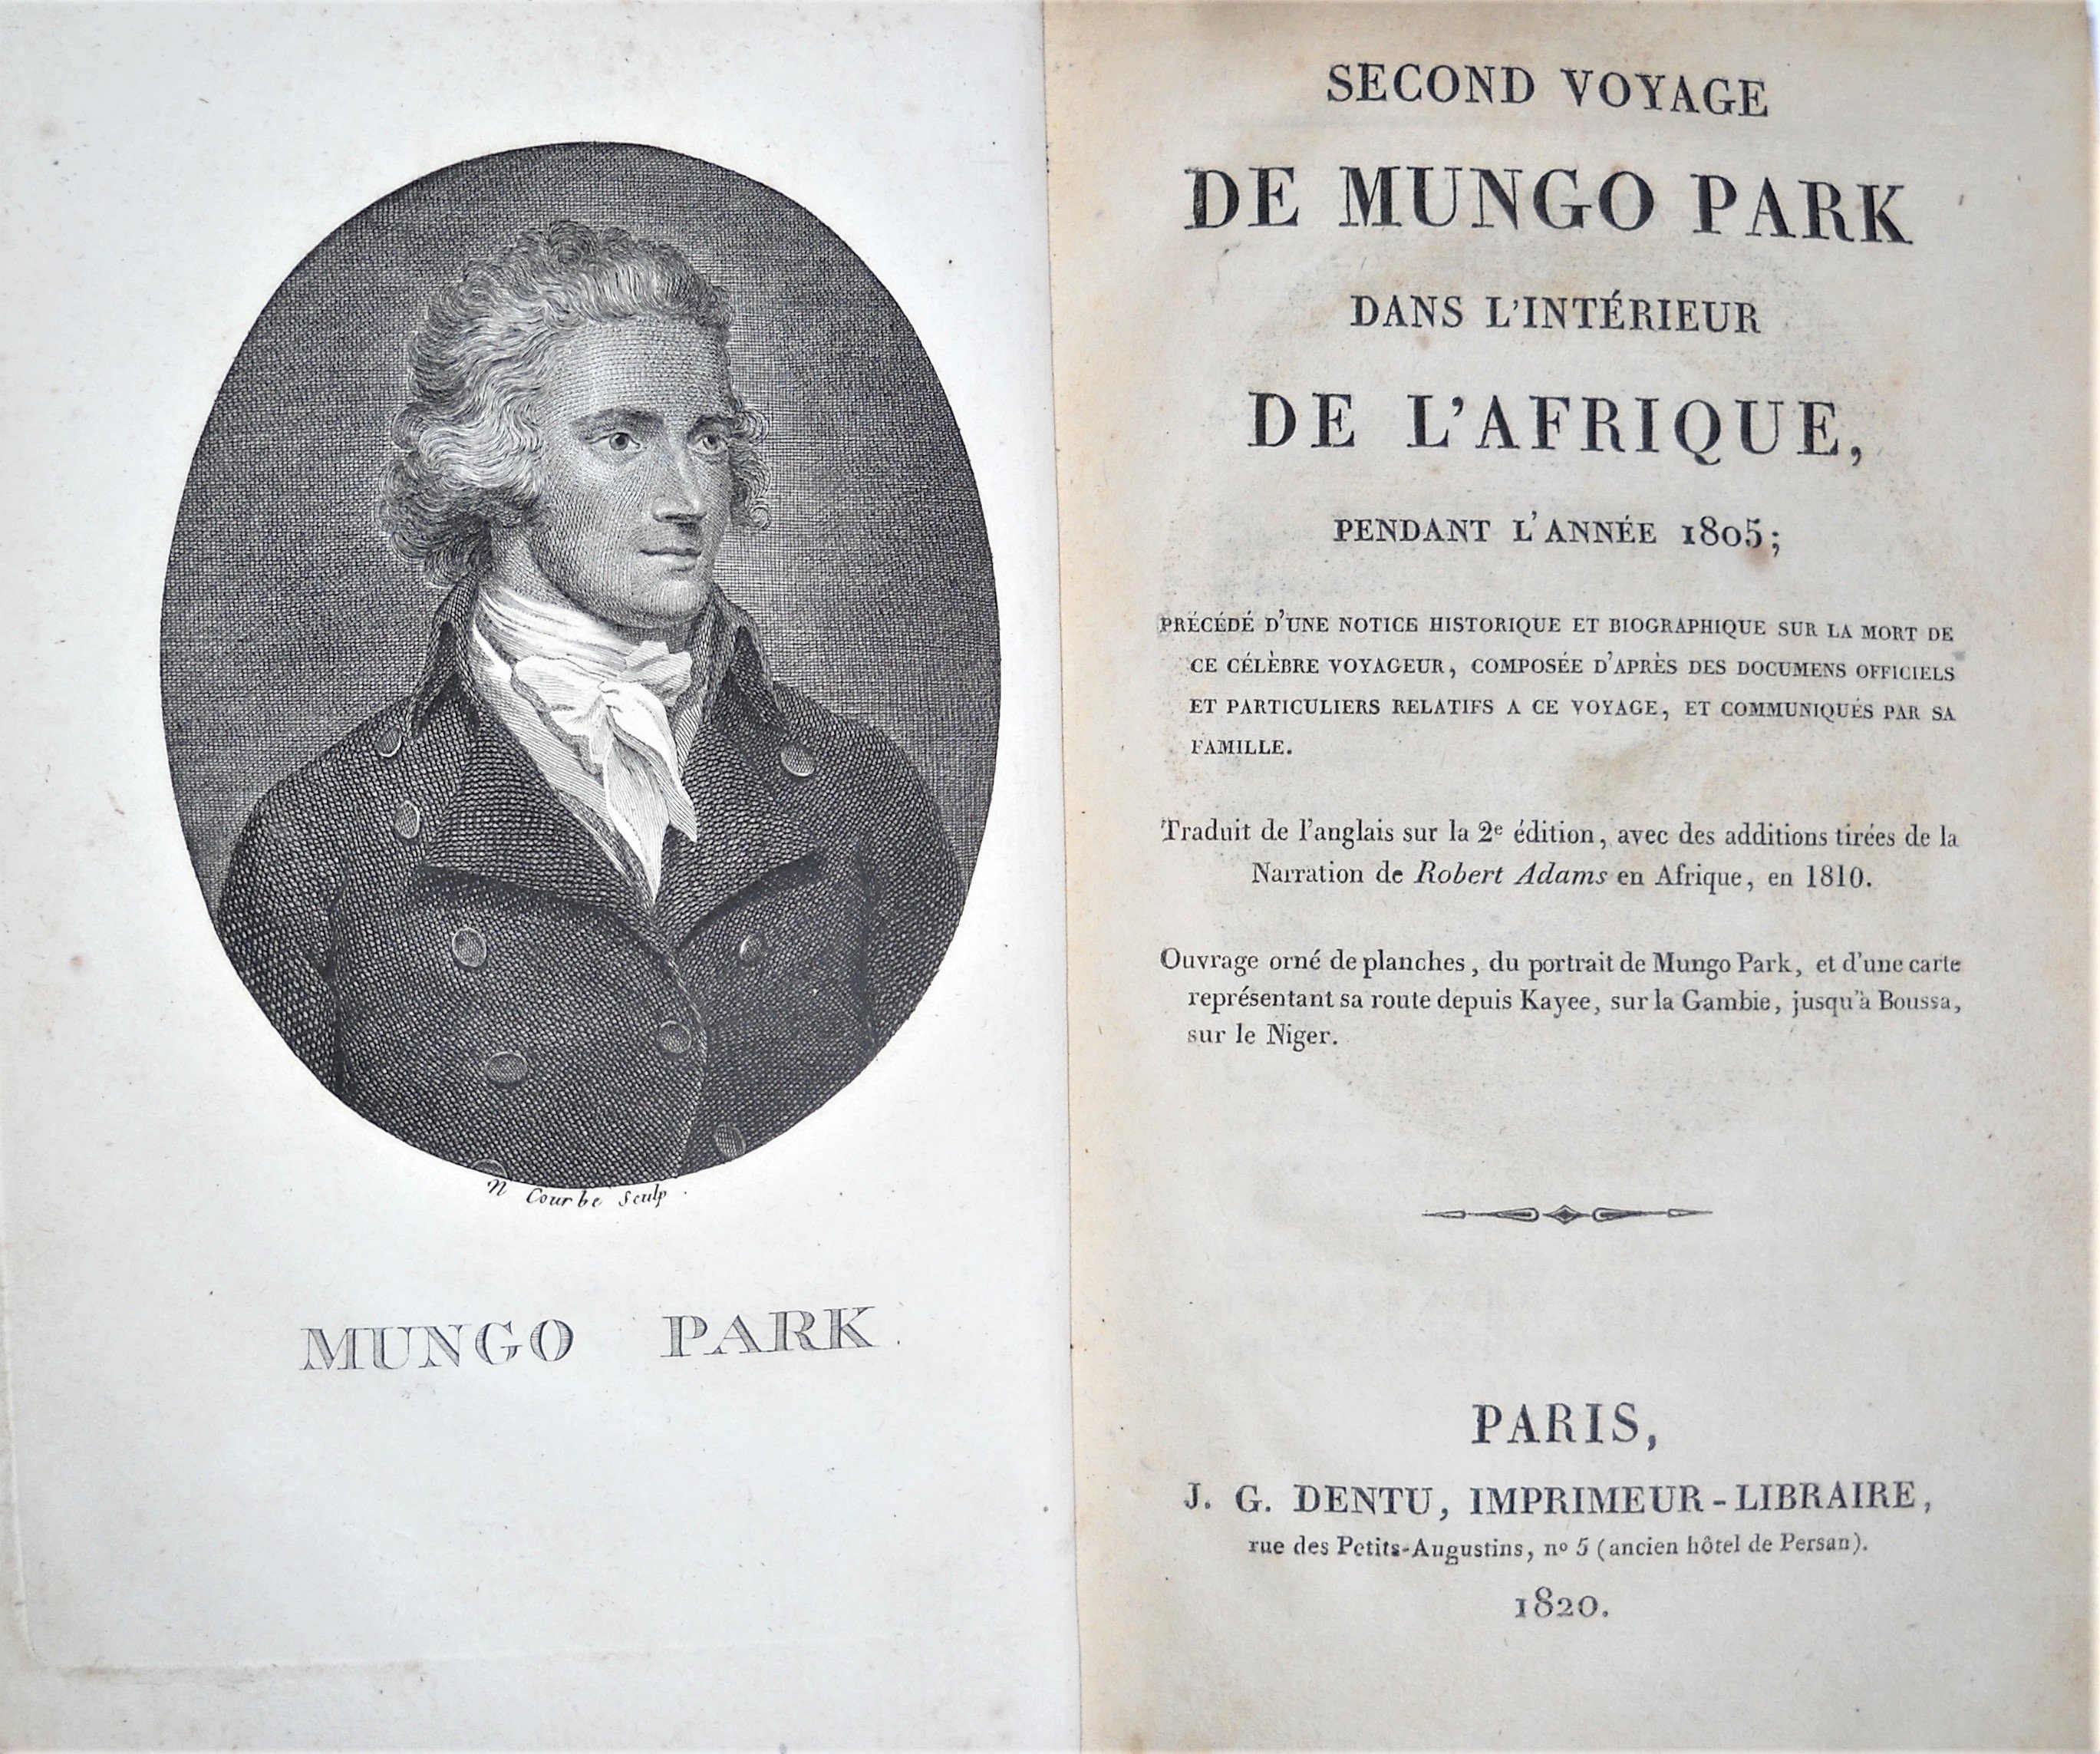 n Courbe Sculp.
MUNGO PARK.
SECOND VOYAGE
DE MUNGO PARK
DANS L'INTÉRIEUR
DE L'AFRIQUE,
PENDANT L'ANNÉE 1805;
PRÉCÉDÉ D'UNE NOTICE HISTORIQUE ET BIOGRAPHIQUE SUR LA MORT DE
CE CÉLÈBRE VOYAGEUR, COMPOSÉE D'APRÈS DES DOCUMENS OFFICIELS
ET PARTICULIERS RELATIFS A CE VOYAGE, ET COMMUNIQUÉS PAR SA
FAMILLE.
Traduit de l'anglais sur la 2e édition, avec des additions tirées de la
Narration de Robert Adams en Afrique, en 1810.
Ouvrage orné de planches, du portrait de Mungo Park, et d'une carte
représentant sa route depuis Kayee, sur la Gambie, jusqu'à Boussa,
sur le Niger.
PARIS,
J. G. DENTU, IMPRIMEUR-LIBRAIRE,
rue des Petits-Augustins, no 5 (ancien hôtel de Persan).
1820.